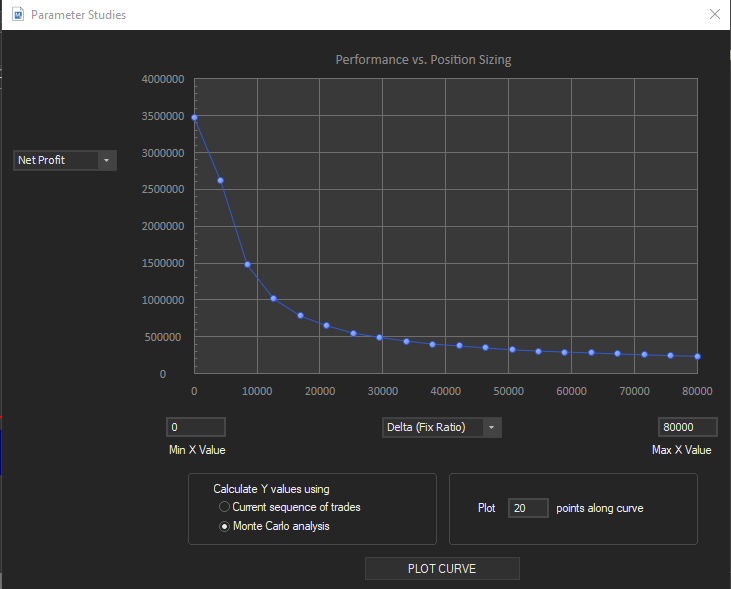 Parameter Studies
Performance vs. Position Sizing
4000000
3500000
3000000
2500000
2000000
1500000
1000000
500000
0
Net Profit
0 10000 20000 30000 40000 50000 60000 70000 80000
0 Delta (Fix Ratio) 80000
Min X Value Max X Value
Calculate Y values using
Current sequence of trades
Monte Carlo analysis
Plot 20 points along curve
PLOT CURVE